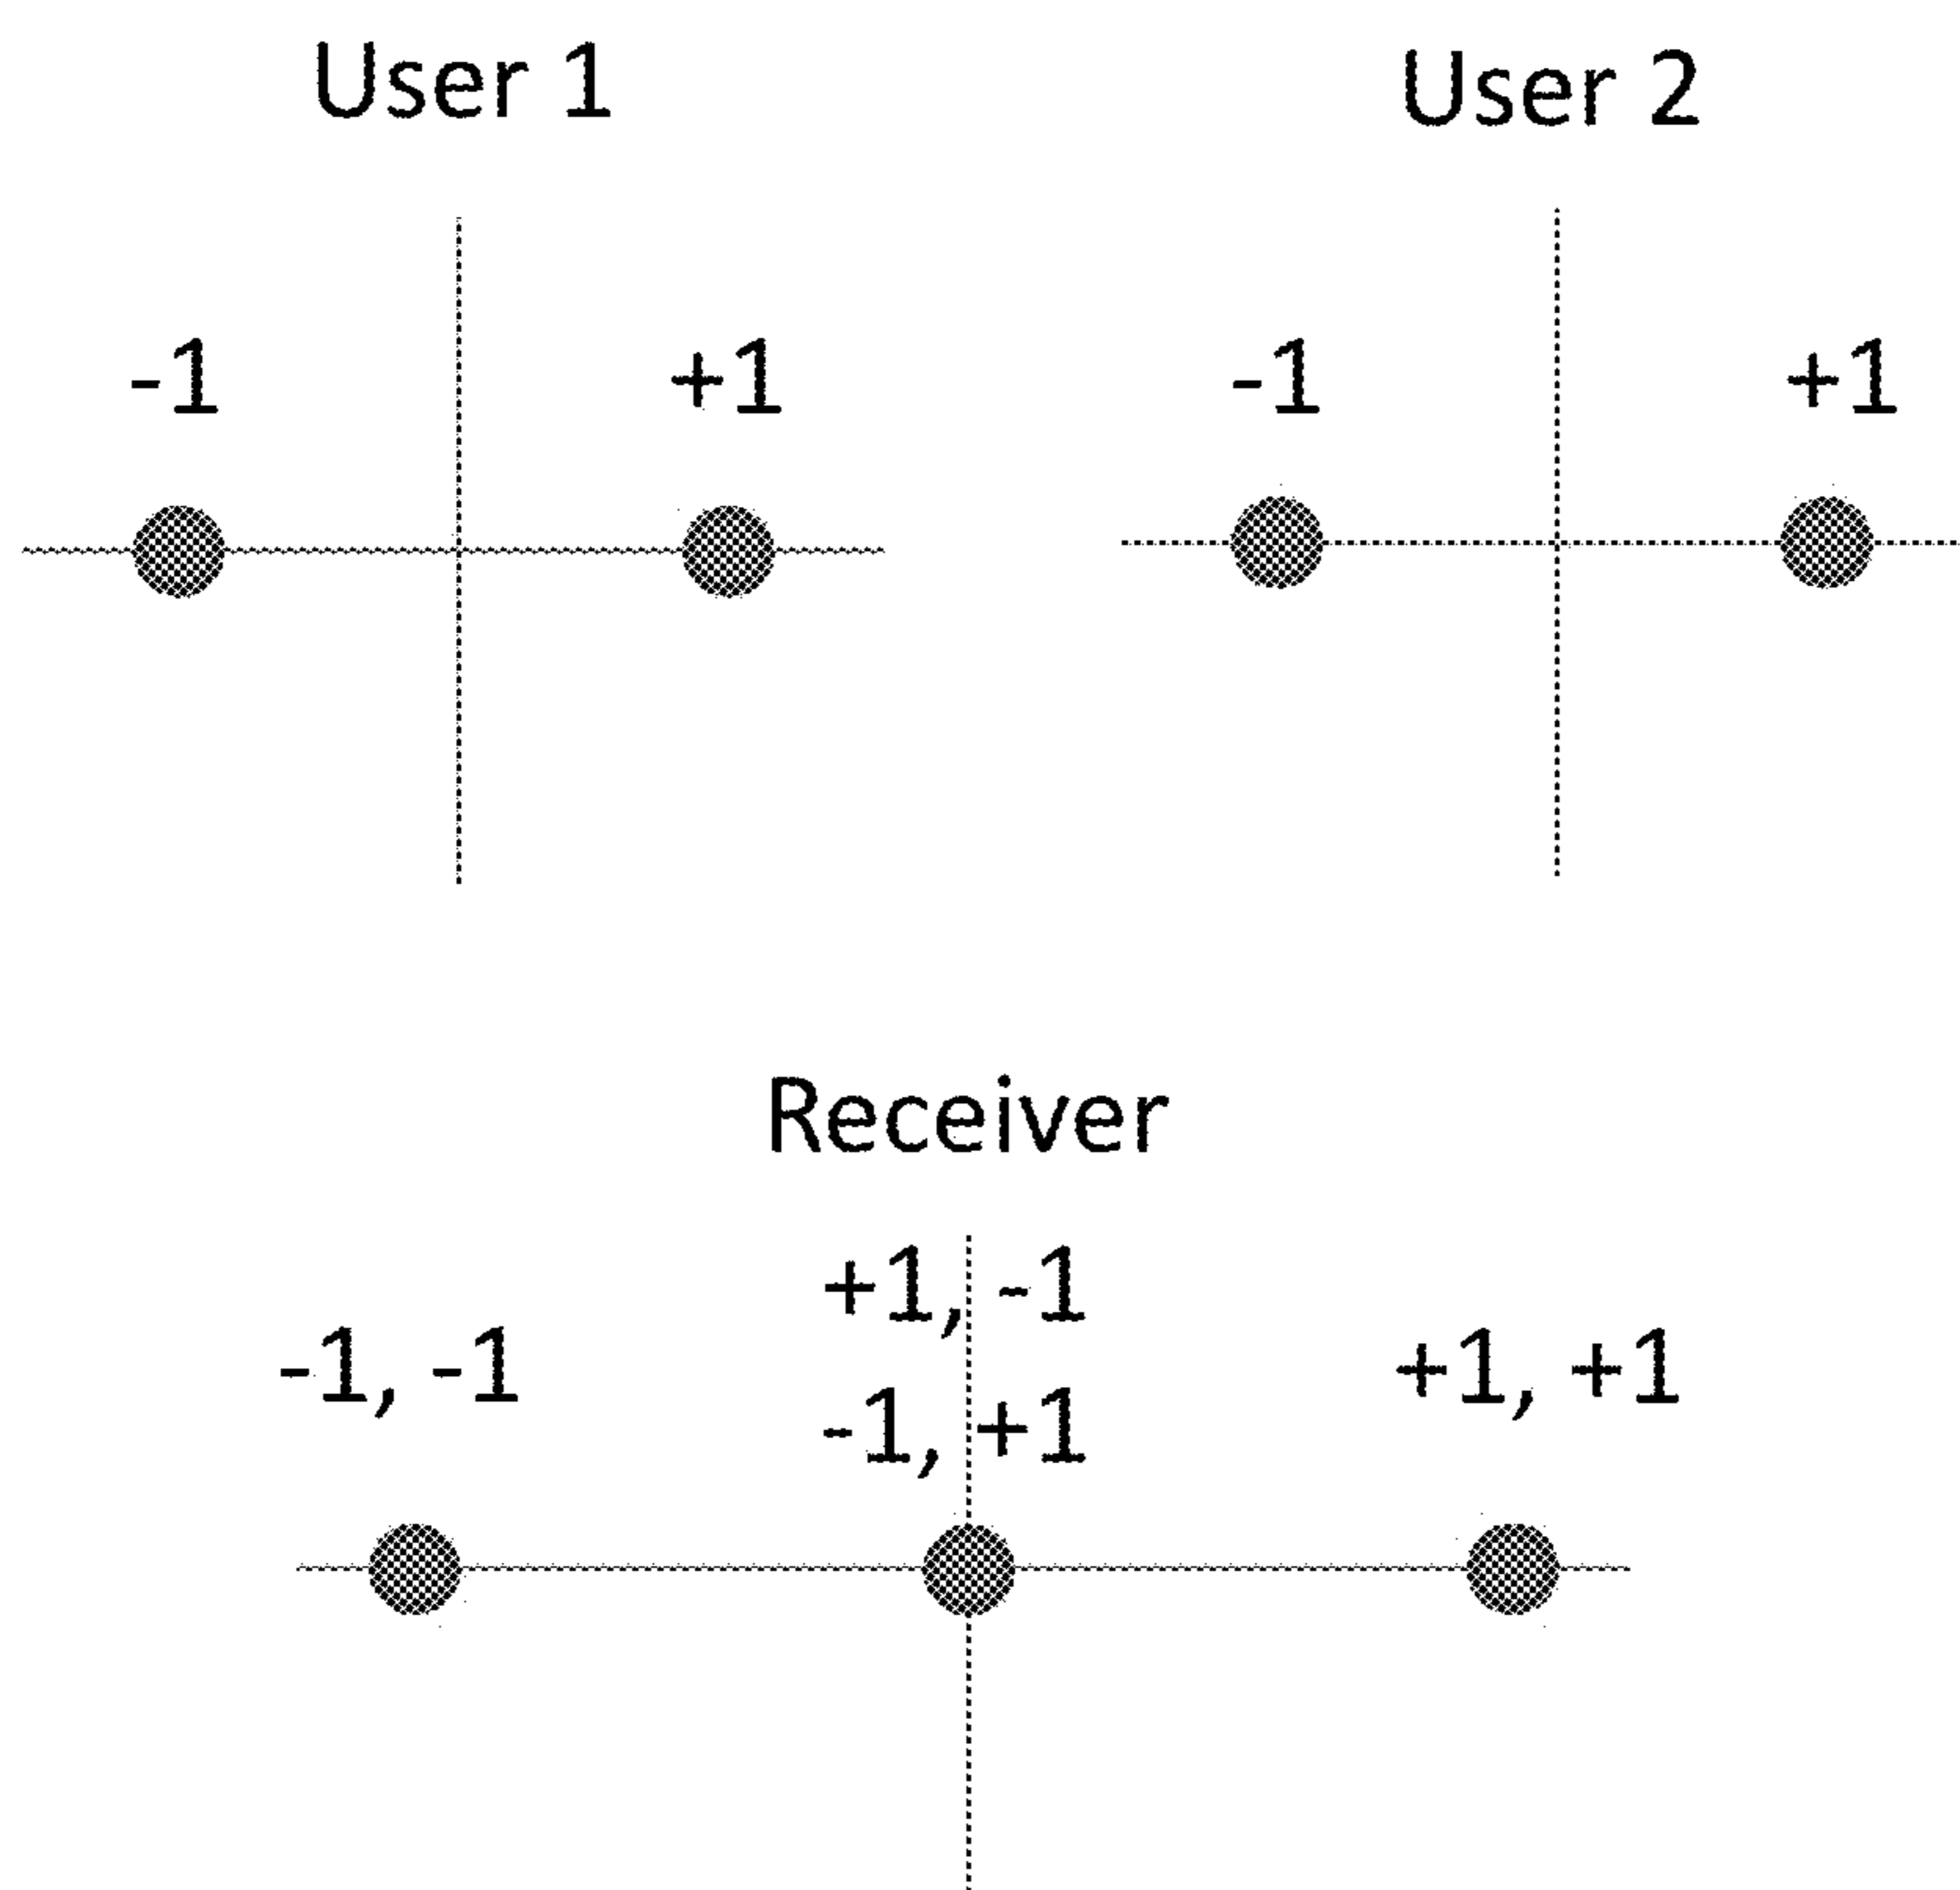 User 1
User 2
-1
+1
-1
+1
Receiver
+1, -1
-1, -1
+1, +1
-1, +1